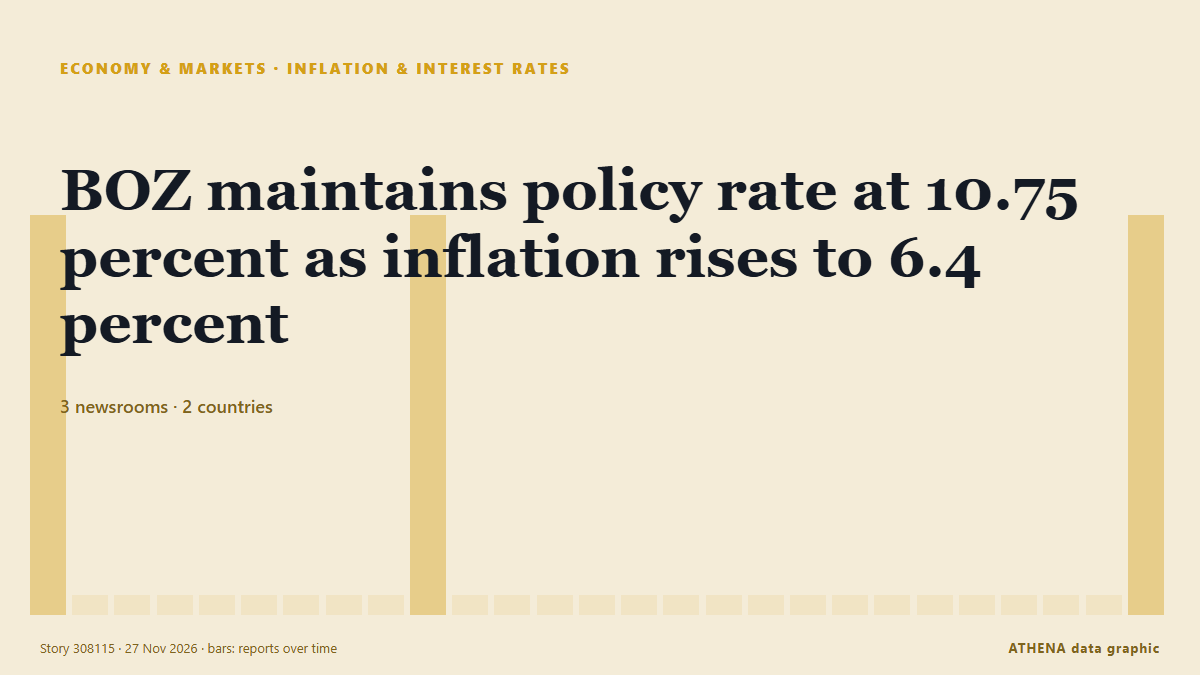 ECONOMY & MARKETS · INFLATION & INTEREST RATES
BOZ maintains policy rate at 10.75
percent as inflation rises to 6.4
percent
3 newsrooms · 2 countries
Story 308115 · 27 Nov 2026 · bars: reports over time
ATHENA data graphic